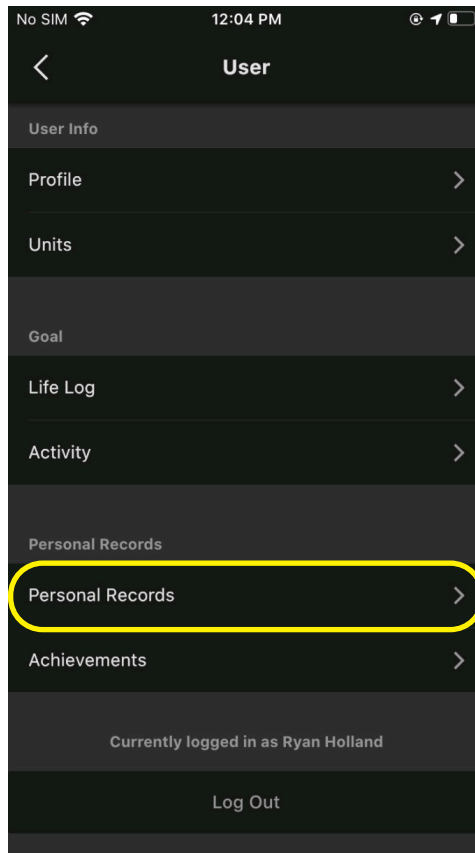 No SIM 12:04 PM
User
User Info
Profile
Units
Goal
Life Log
Activity
Personal Records
Personal Records
Achievements
Currently logged in as Ryan Holland
Log Out